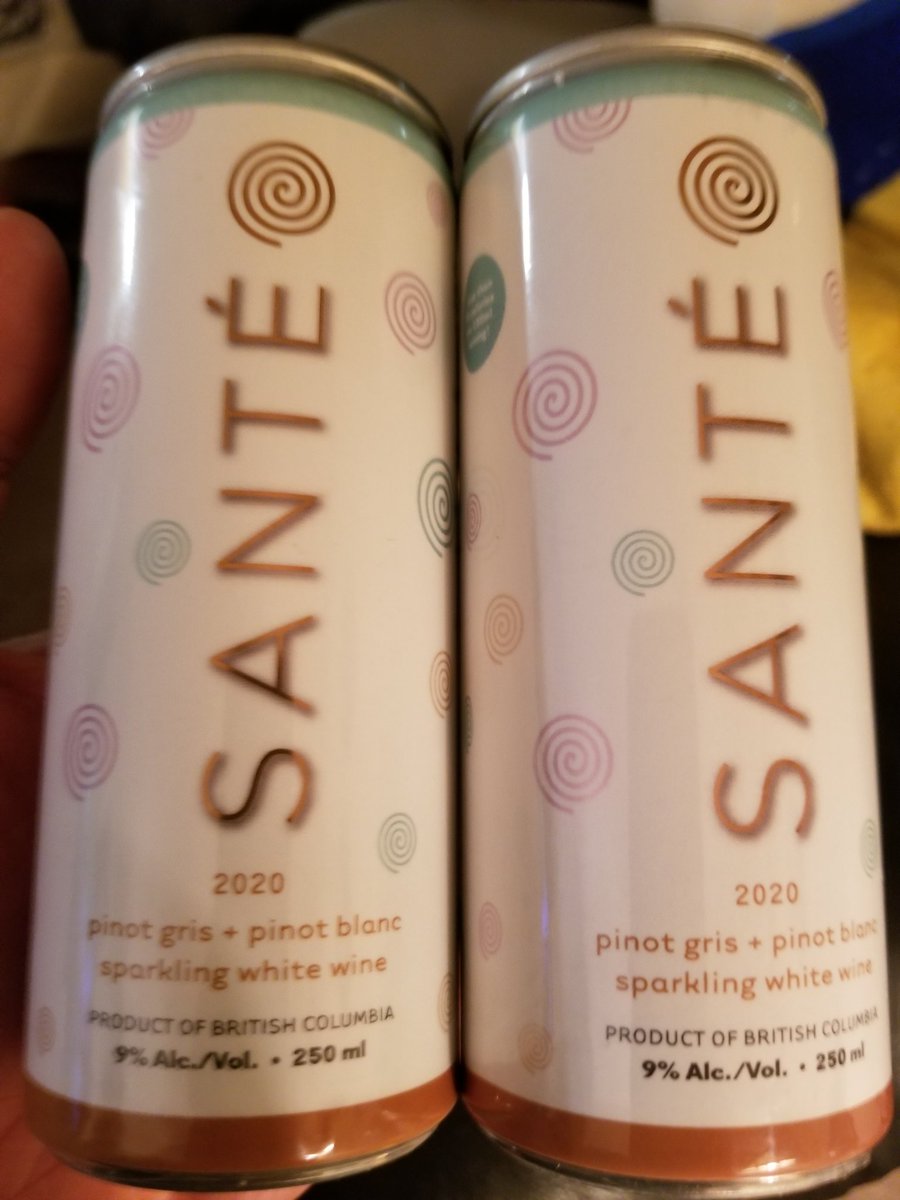 SANTÉ
2020
pinot gris + pinot blanc
sparkling white wine
PRODUCT OF BRITISH COLUMBIA
9% Alc./Vol. • 250 ml
SANTÉ
2020
pinot gris + pinot blanc
sparkling white wine
PRODUCT OF BRITISH COLUMBIA
9% Alc./Vol. • 250 ml